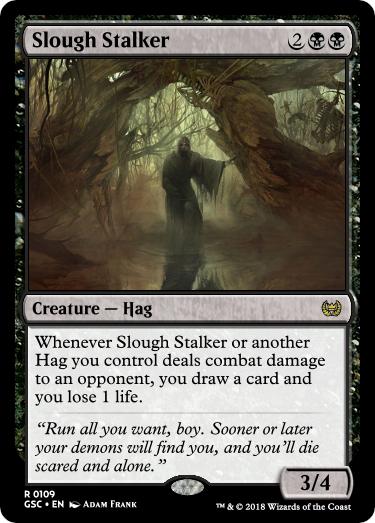 Slough Stalker 2
Creature — Hag
Whenever Slough Stalker or another
Hag you control deals combat damage
to an opponent, you draw a card and
you lose 1 life.
“Run all you want, boy. Sooner or later
your demons will find you, and you’ll die
scared and alone.”
3/4
R 0109
GSC • EN Adam Frank
™ & © 2018 Wizards of the Coast